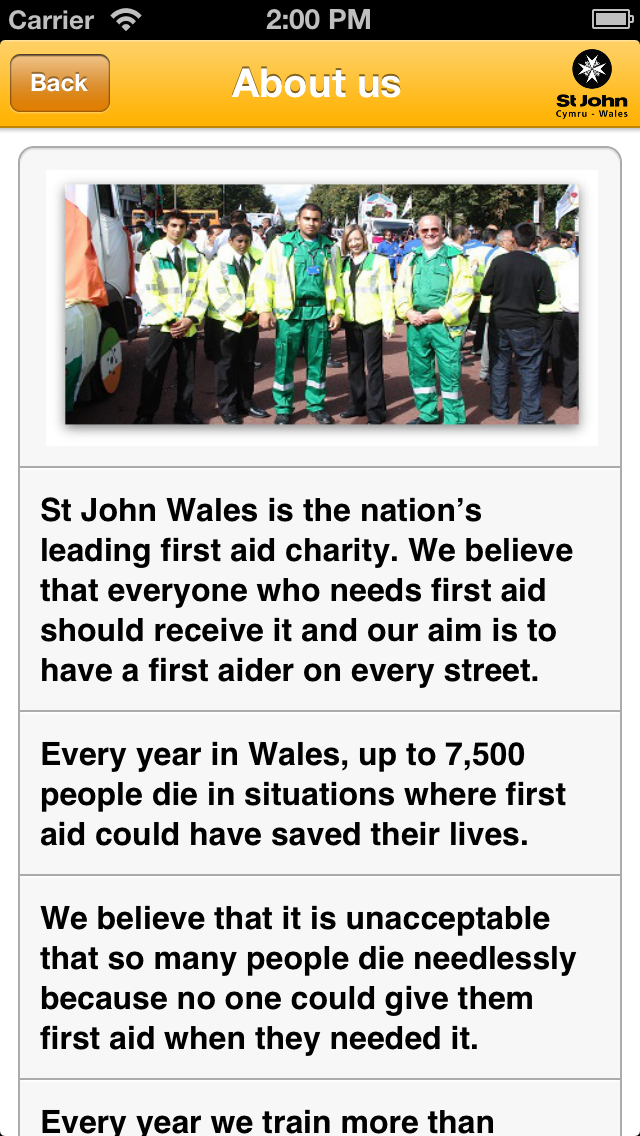 Carrier 2:00 PM
Back
About us
St John
Cymru - Wales
St John Wales is the nation’s
leading first aid charity. We believe
that everyone who needs first aid
should receive it and our aim is to
have a first aider on every street.
Every year in Wales, up to 7,500
people die in situations where first
aid could have saved their lives.
We believe that it is unacceptable
that so many people die needlessly
because no one could give them
first aid when they needed it.
Every year we train more than